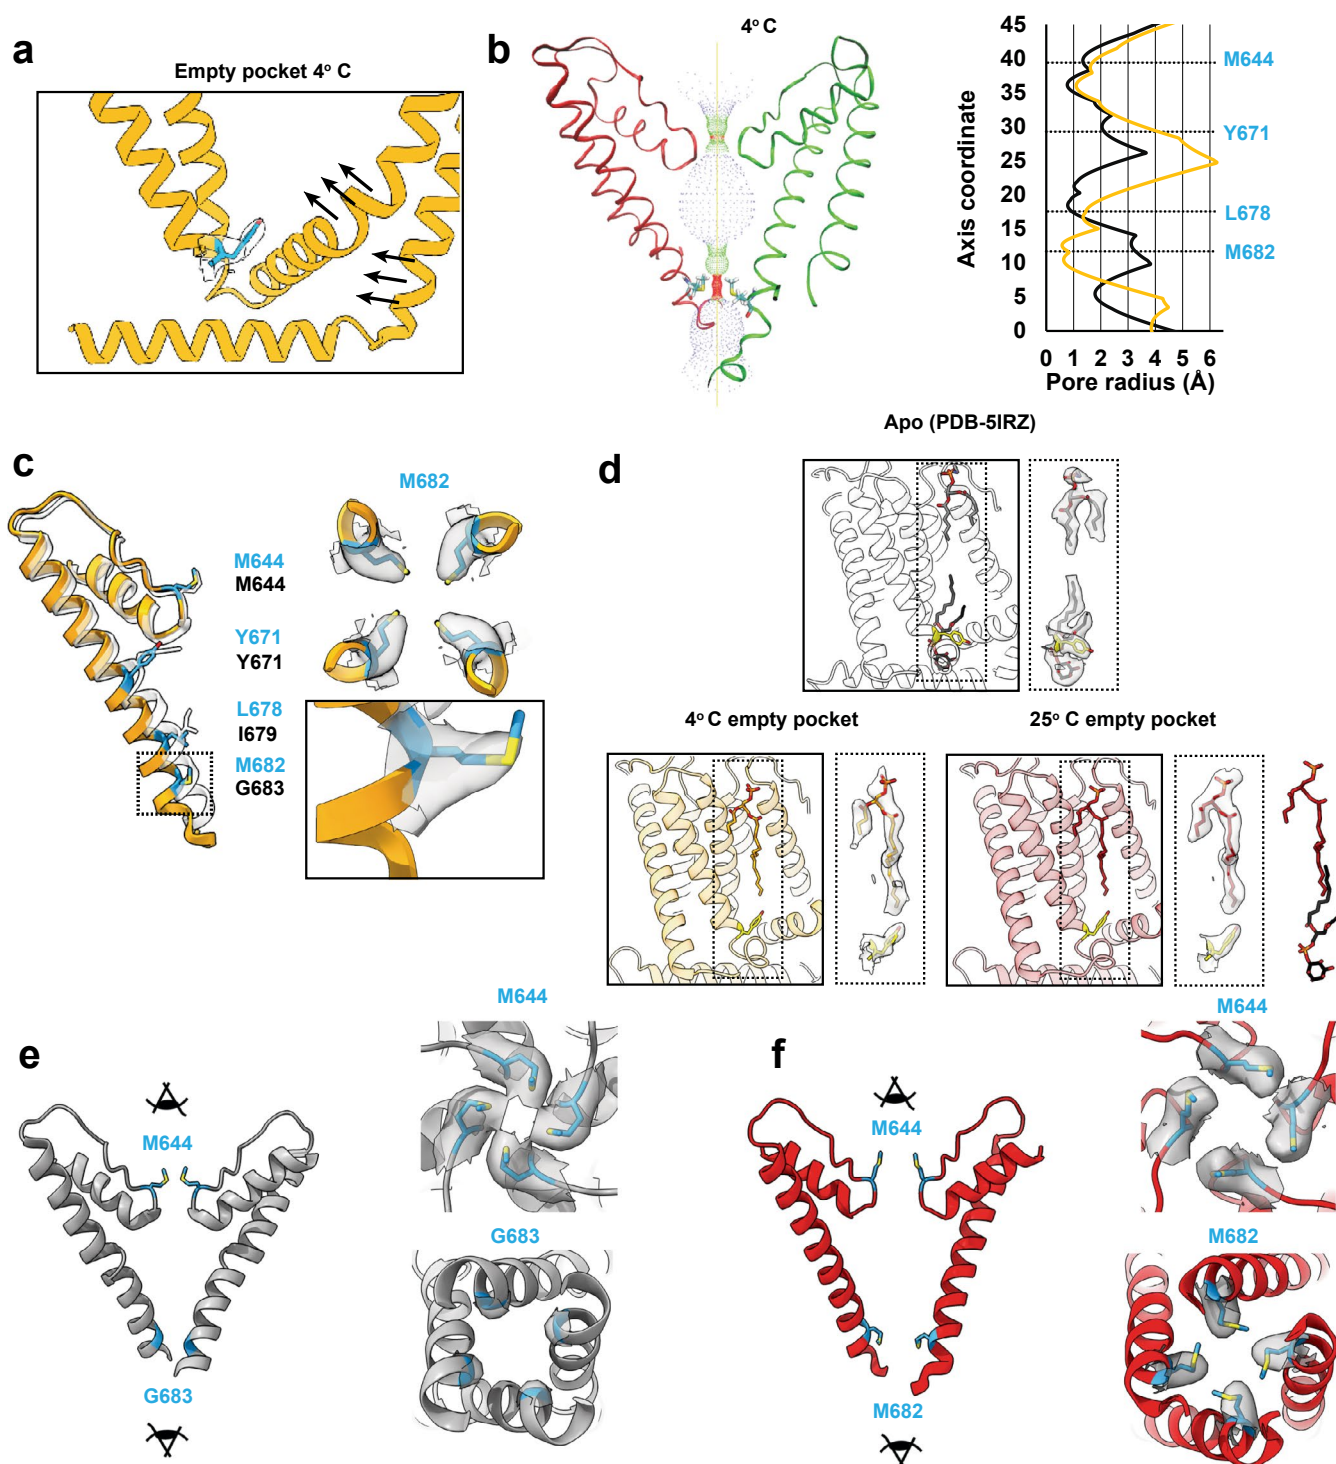 a
Empty pocket 4° C
b
4° C
45
40
35
30
25
20
15
10
5
0
Axis coordinate
0 1 2 3 4 5 6
Pore radius (Å)
M644
Y671
L678
M682
c
M644
M644
Y671
Y671
L678
I679
M682
G683
M682
d
Apo (PDB-5IRZ)
4° C empty pocket
25° C empty pocket
e
M644
G683
M644
G683
f
M644
M682
M644
M682